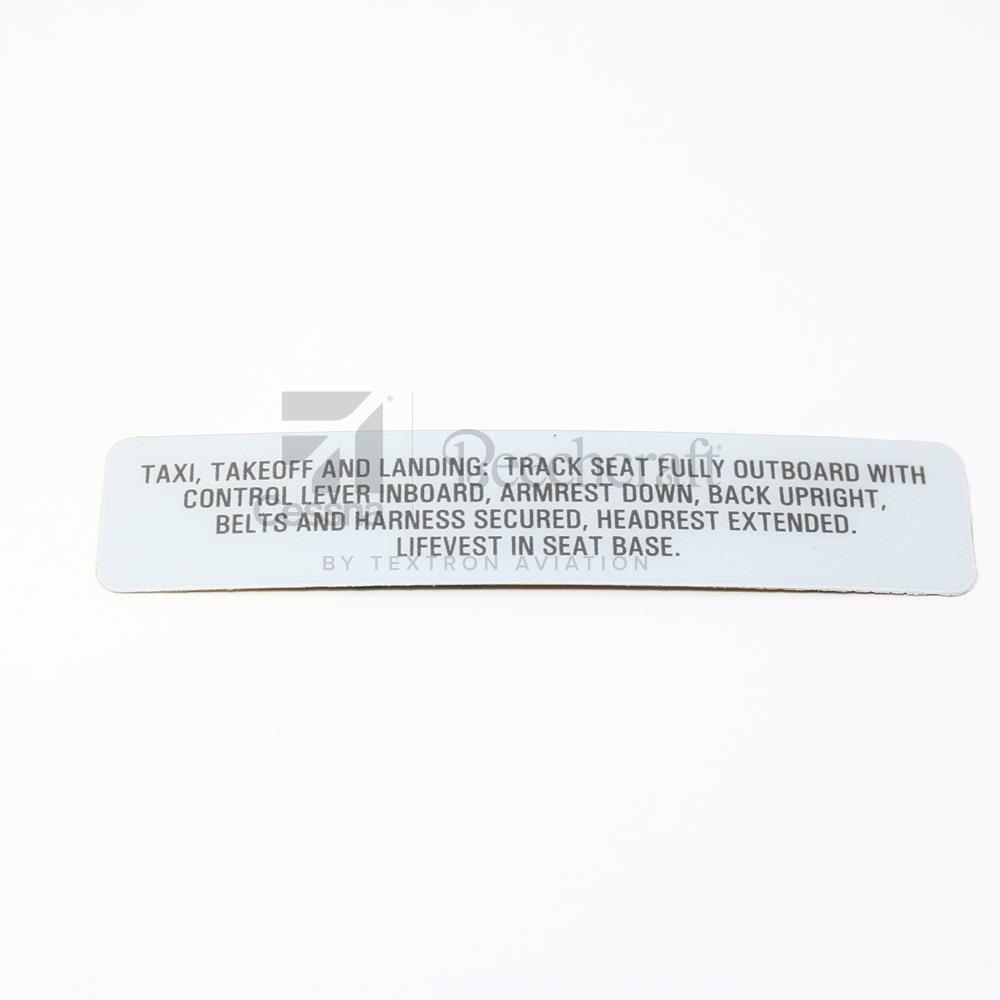 TAXI, TAKEOFF AND LANDING: TRACK SEAT FULLY OUTBOARD WITH
CONTROL LEVER INBOARD, ARMREST DOWN, BACK UPRIGHT,
BELTS AND HARNESS SECURED, HEADREST EXTENDED.
LIFEVEST IN SEAT BASE.
Cessna
Beechcraft
BY TEXTRON AVIATION